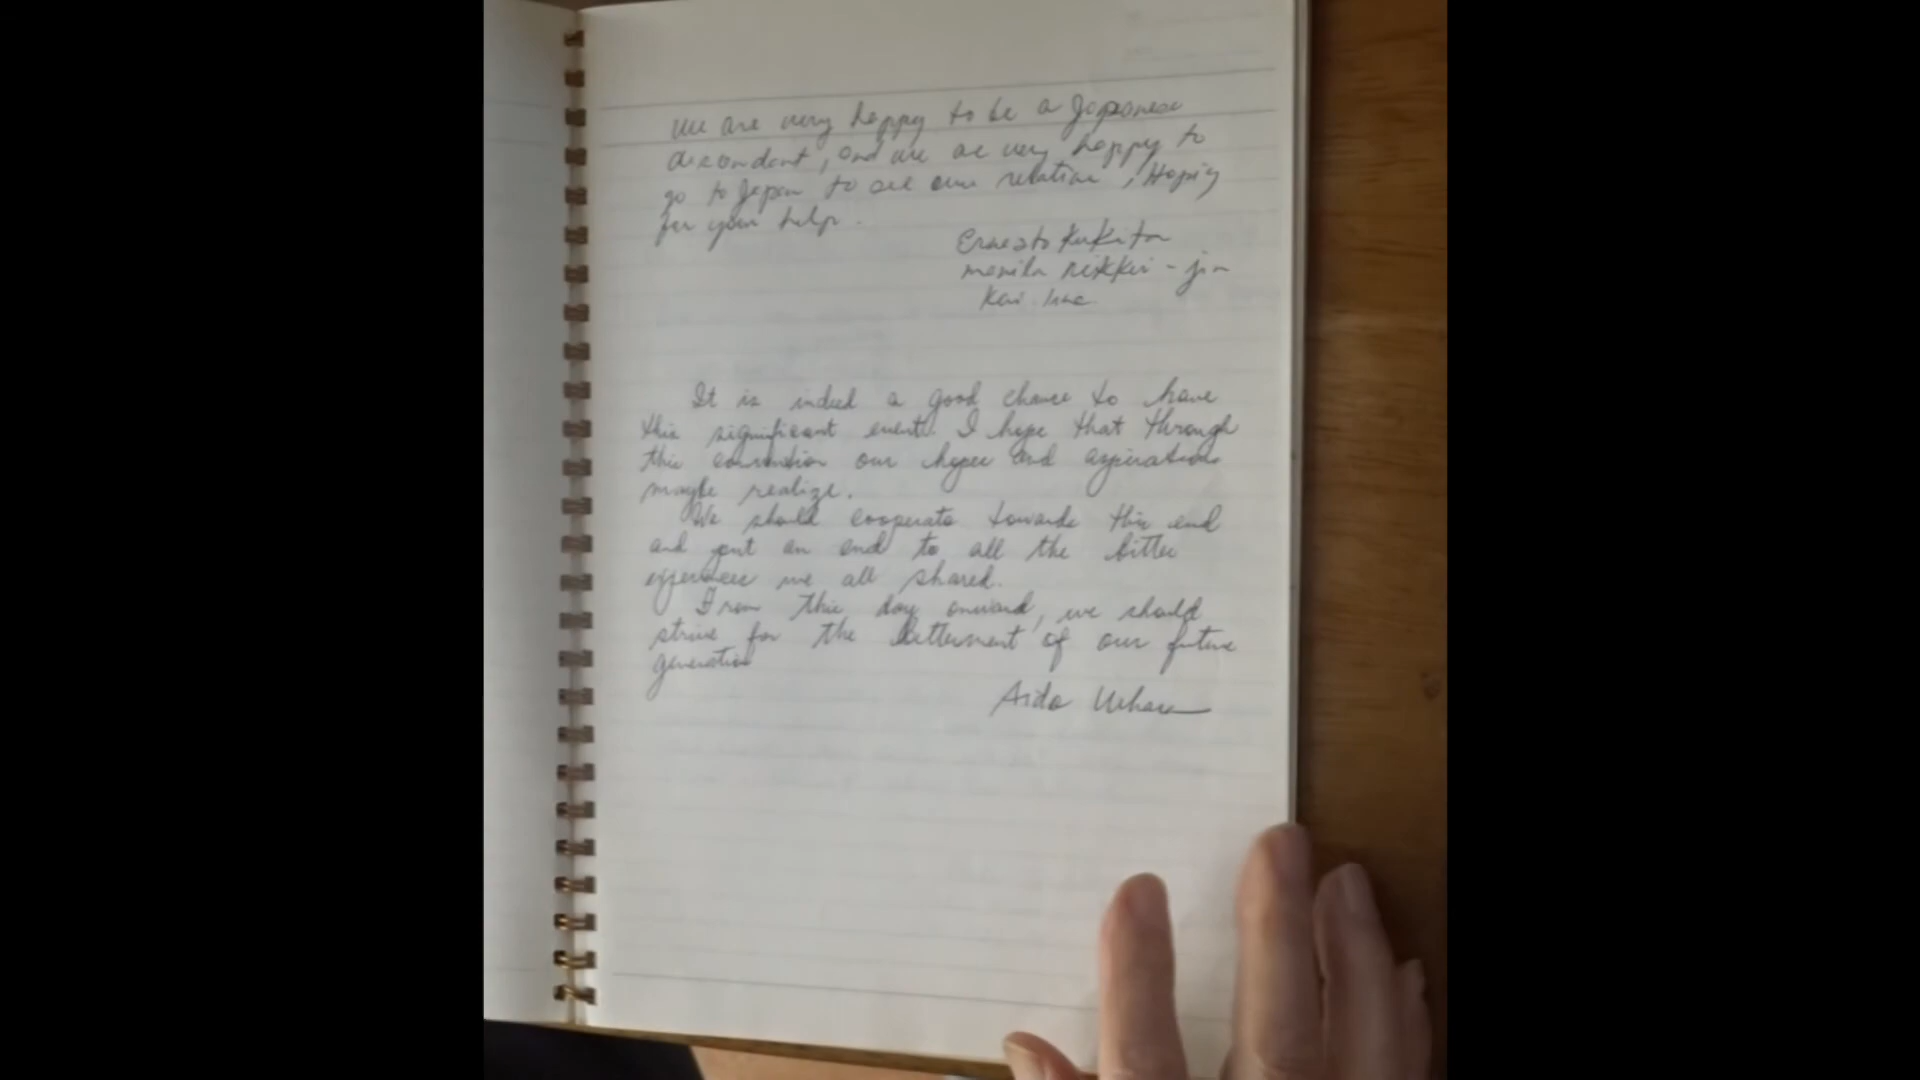 We are very happy to be a Japanese
descendant, and we are very happy to
go to Japan to see our relative, Hoping
for your help.
Ernesto Kukita
Manila Nikkei-jin
Kai. Inc.
It is indeed a good chance to have
this significant event. I hope that through
this convention our hopes and aspirations
maybe realize.
We should cooperate towards this end
and put an end to all the bitter
experience we all shared.
From this day onward, we should
strive for the betterment of our future
generation
Aida Uehara